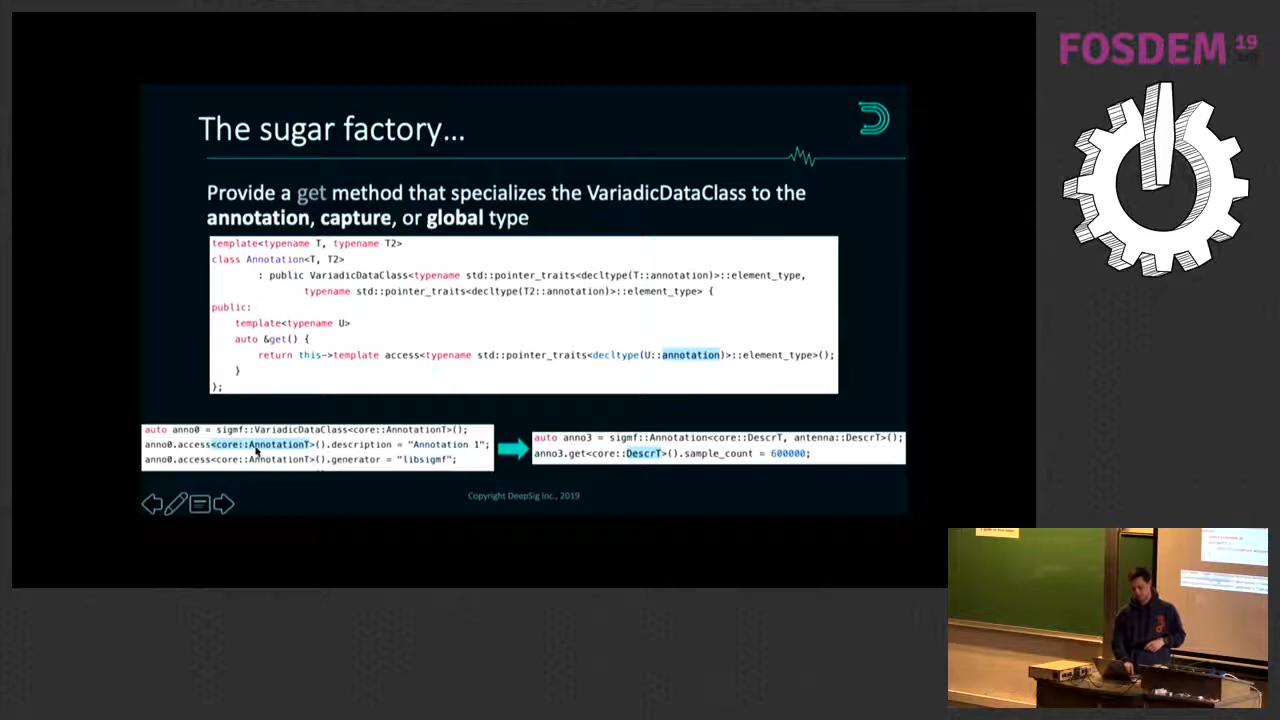 FOSDEM 19
The sugar factory...
Provide a get method that specializes the VariadicDataClass to the
annotation, capture, or global type
template<typename T, typename T2>
class Annotation<T, T2>
: public VariadicDataClass<typename std::pointer_traits<decltype(T::annotation)>::element_type,
typename std::pointer_traits<decltype(T2::annotation)>::element_type> {
public:
template<typename U>
auto &get() {
return this->template access<typename std::pointer_traits<decltype(U::annotation)>::element_type>();
}
};
auto anno0 = sigmf::VariadicDataClass<core::AnnotationT>();
anno0.access<core::AnnotationT>().description = "Annotation 1";
anno0.access<core::AnnotationT>().generator = "libsigmf";
auto anno3 = sigmf::Annotation<core::DescrT, antenna::DescrT>();
anno3.get<core::DescrT>().sample_count = 600000;
Copyright DeepSig Inc., 2019